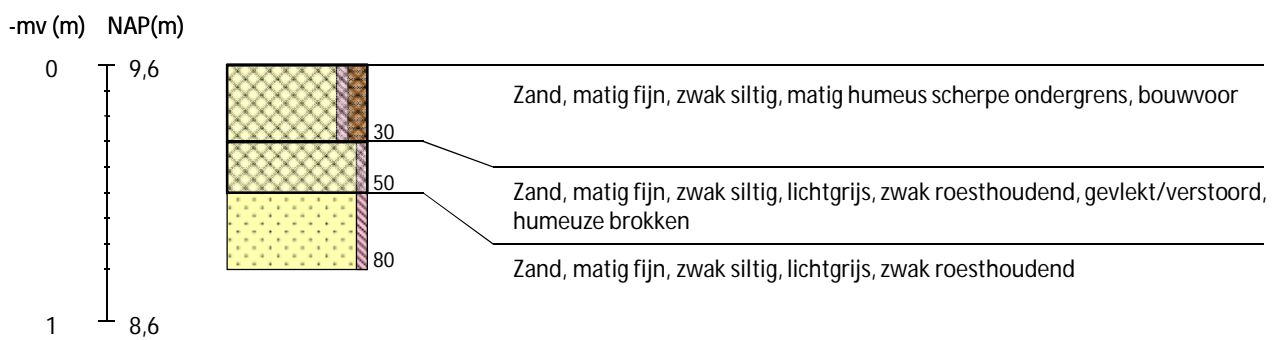 -mv (m) NAP(m)
0 9,6
Zand, matig fijn, zwak siltig, matig humeus scherpe ondergrens, bouwvoor
30
50
Zand, matig fijn, zwak siltig, lichtgrijs, zwak roesthoudend, gevlekt/verstoord,
humeuze brokken
80
Zand, matig fijn, zwak siltig, lichtgrijs, zwak roesthoudend
1 8,6